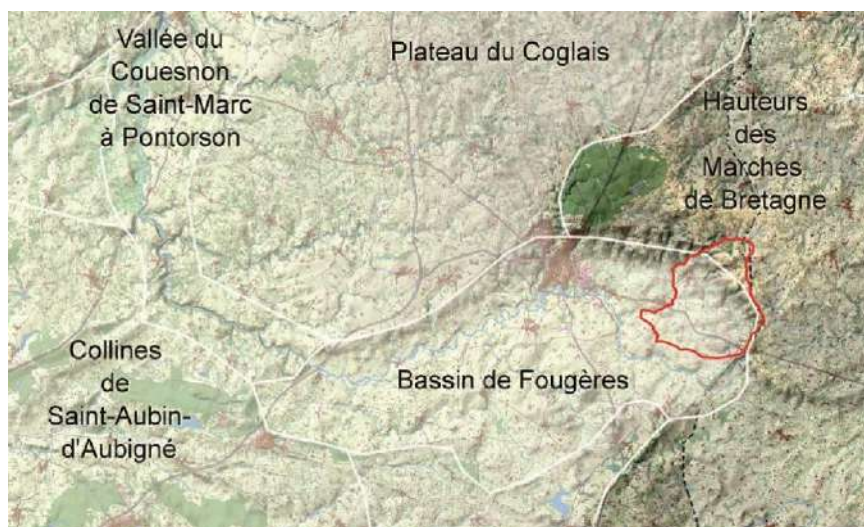 Vallée du
Couesnon
de Saint-Marc
à Pontorson
Plateau du Coglais
Hauteurs
des
Marches
de Bretagne
Collines
de
Saint-Aubin-
d'Aubigné
Bassin de Fougères